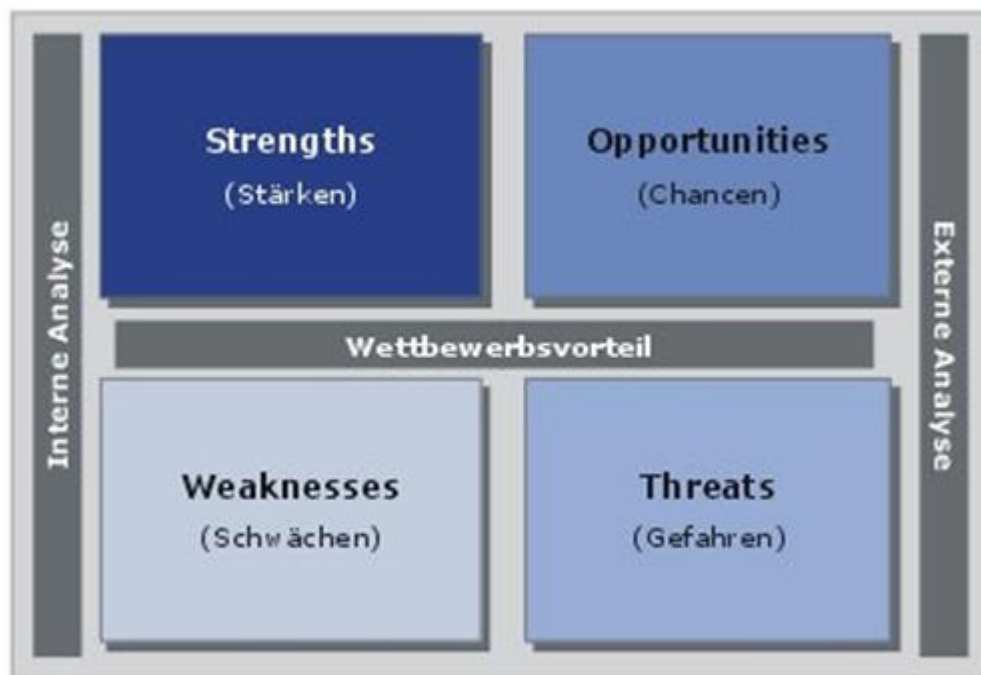 Interne Analyse
Strengths
(Stärken)
Opportunities
(Chancen)
Wettbewerbsvorteil
Weaknesses
(Schwächen)
Threats
(Gefahren)
Externe Analyse